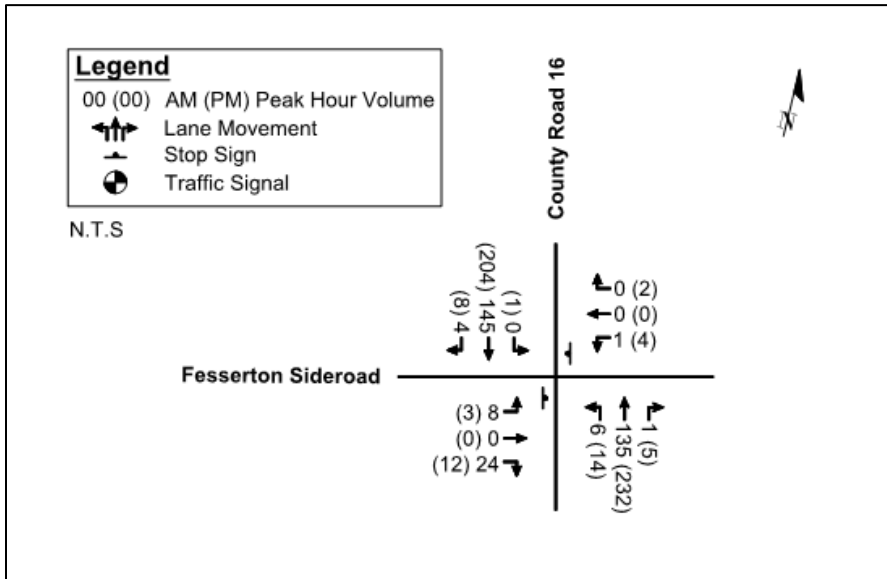 Legend
00 (00) AM (PM) Peak Hour Volume
Lane Movement
Stop Sign
Traffic Signal
N.T.S
County Road 16
N
(8) 4
(204) 145
(1) 0
0 (2)
0 (0)
1 (4)
Fesserton Sideroad
(3) 8
(0) 0
(12) 24
6 (14)
135 (232)
1 (5)